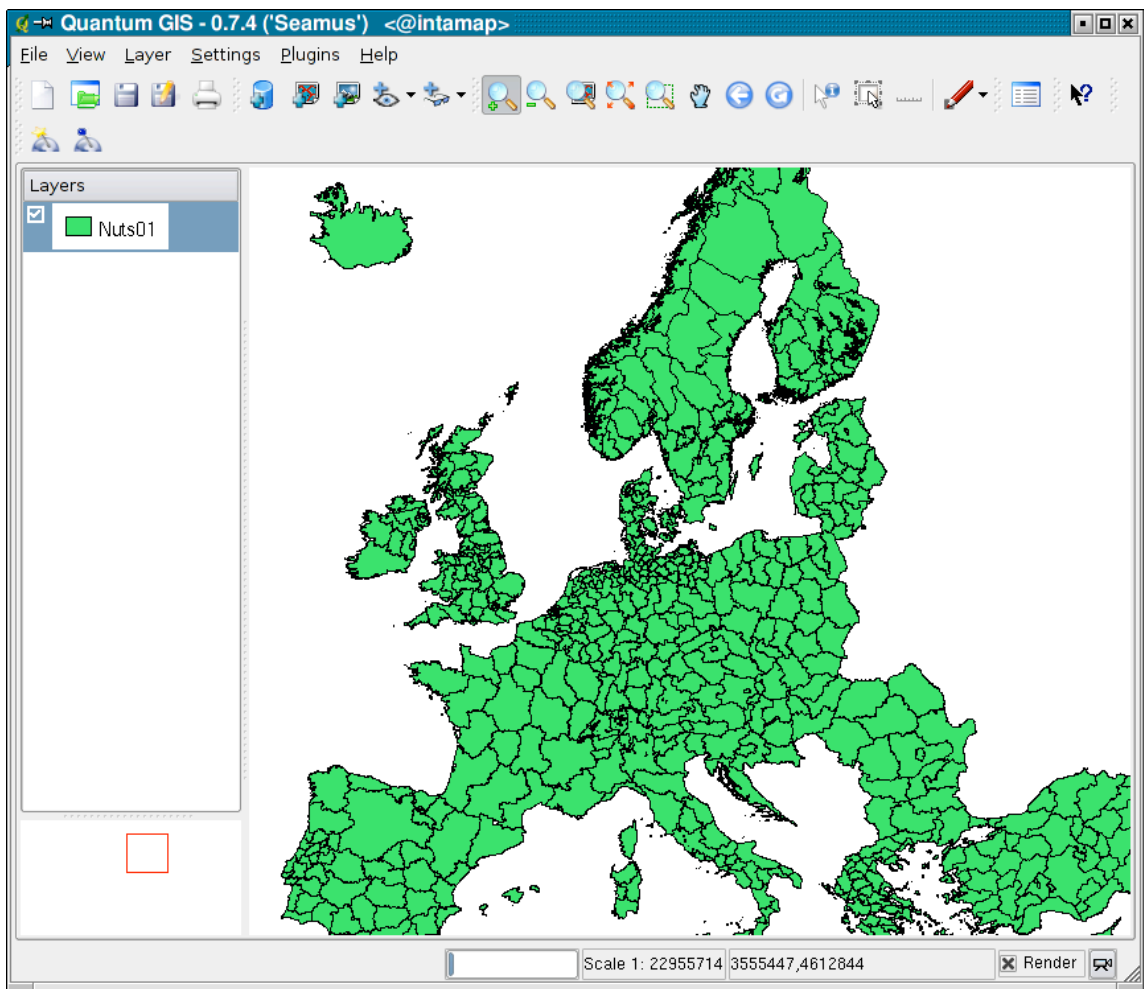 Quantum GIS - 0.7.4 ('Seamus') <@intamap>
File View Layer Settings Plugins Help
Layers
Nuts01
Scale 1: 22955714 3555447,4612844 Render